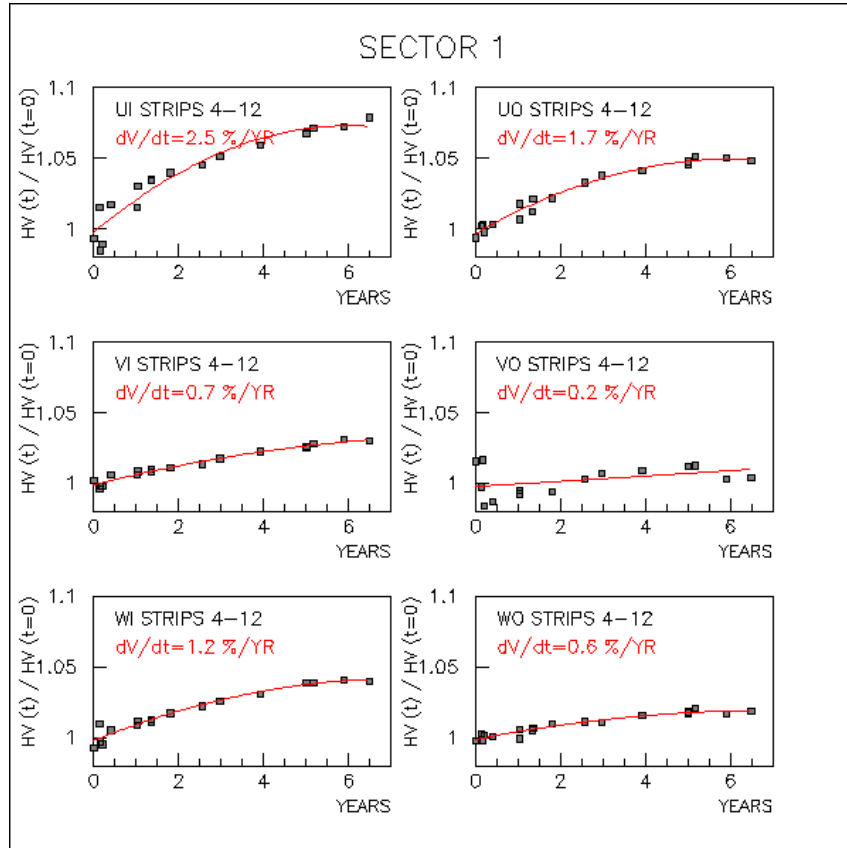 SECTOR 1
HV(t) / HV(t=0)
1.1
1.05
1
UI STRIPS 4-12
dV/dt=2.5 %/YR
0 2 4 6
YEARS
HV(t) / HV(t=0)
1.1
1.05
1
UO STRIPS 4-12
dV/dt=1.7 %/YR
0 2 4 6
YEARS
HV(t) / HV(t=0)
1.1
1.05
1
VI STRIPS 4-12
dV/dt=0.7 %/YR
0 2 4 6
YEARS
HV(t) / HV(t=0)
1.1
1.05
1
VO STRIPS 4-12
dV/dt=0.2 %/YR
0 2 4 6
YEARS
HV(t) / HV(t=0)
1.1
1.05
1
WI STRIPS 4-12
dV/dt=1.2 %/YR
0 2 4 6
YEARS
HV(t) / HV(t=0)
1.1
1.05
1
WO STRIPS 4-12
dV/dt=0.6 %/YR
0 2 4 6
YEARS